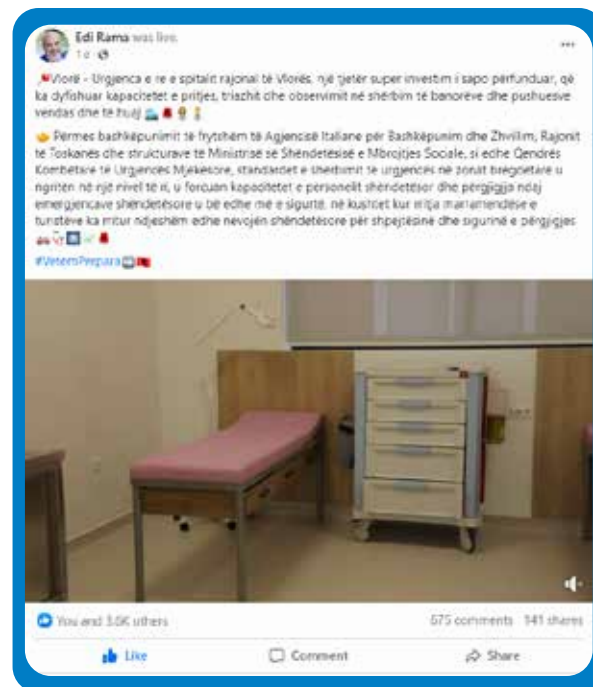 Edi Rama was live.
1 d ·
Vlorë - Urgjenca e re e spitalit rajonal të Vlorës, një tjetër super investim i sapo përfunduar, që
ka dyfishuar kapacitetet e pritjes, triazhit dhe observimit në shërbim të banorëve dhe pushuesve
vendas dhe të huaj
Përmes bashkëpunimit të frytshëm të Agjencisë Italiane për Bashkëpunim dhe Zhvillim, Rajonit
të Toskanës dhe strukturave të Ministrisë së Shëndetësisë e Mbrojtjes Sociale, si edhe Qendrës
Kombëtare të Urgjencës Mjekësore, standardet e shërbimit të urgjencës në zonat bregdetare u
ngritën në një nivel të ri, u forcuan kapacitetet e personelit shëndetësor dhe përgjigjja ndaj
emergjencave shëndetësore u bë edhe më e sigurtë, në kushtet kur rritja marramendëse e
turistëve ka rritur ndjeshëm edhe nevojën shëndetësore për shpejtësinë dhe sigurinë e përgjigjes
#VetemPerpara
You and 3.6K others
675 comments 141 shares
Like Comment Share